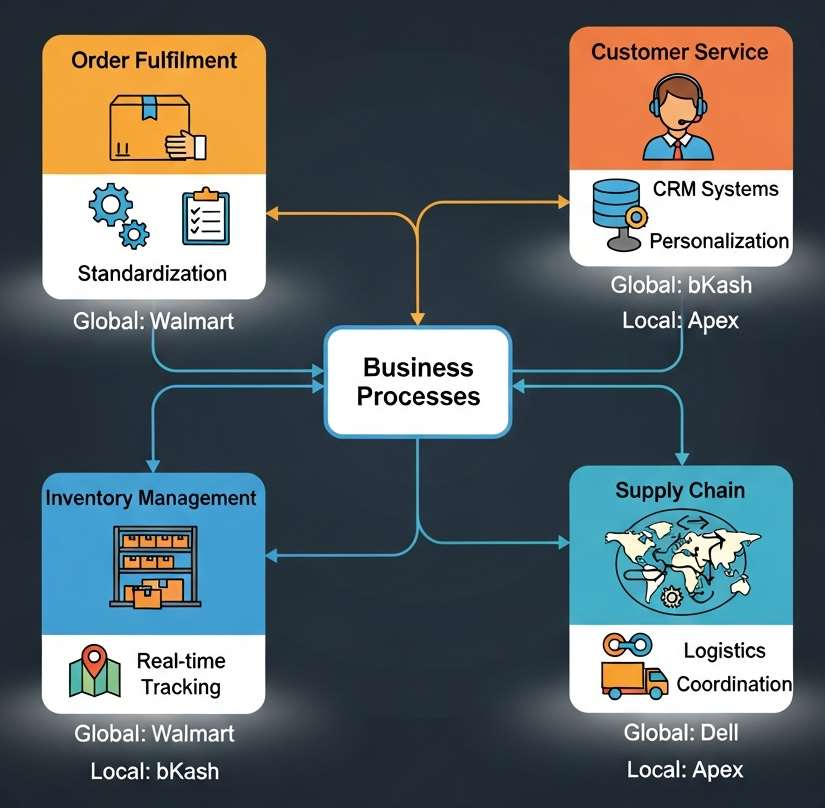 Order Fulfilment
Standardization
Global: Walmart
Customer Service
CRM Systems
Personalization
Global: bKash
Local: Apex
Business
Processes
Inventory Management
Real-time
Tracking
Global: Walmart
Local: bKash
Supply Chain
Logistics
Coordination
Global: Dell
Local: Apex